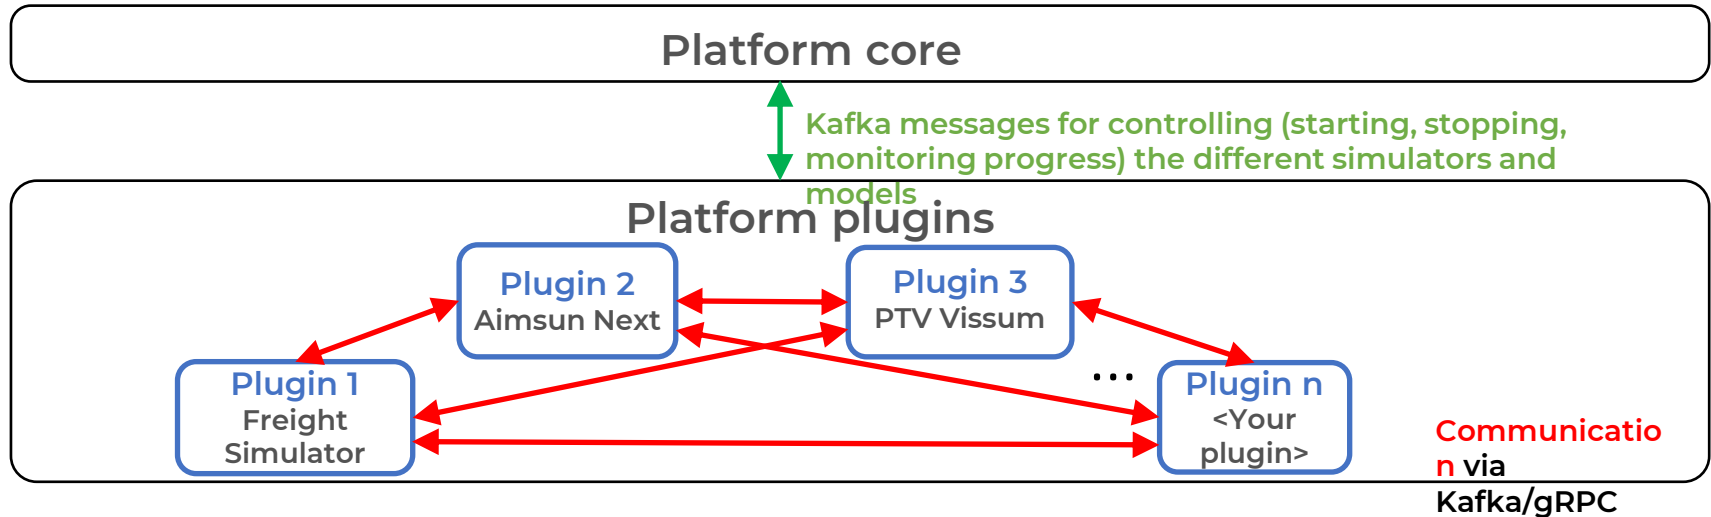 Platform core
Kafka messages for controlling (starting, stopping,
monitoring progress) the different simulators and
models
Platform plugins
Plugin 2
Aimsun Next
Plugin 3
PTV Vissum
Plugin 1
Freight
Simulator
...
Plugin n
<Your
plugin>
Communicatio
n via
Kafka/gRPC